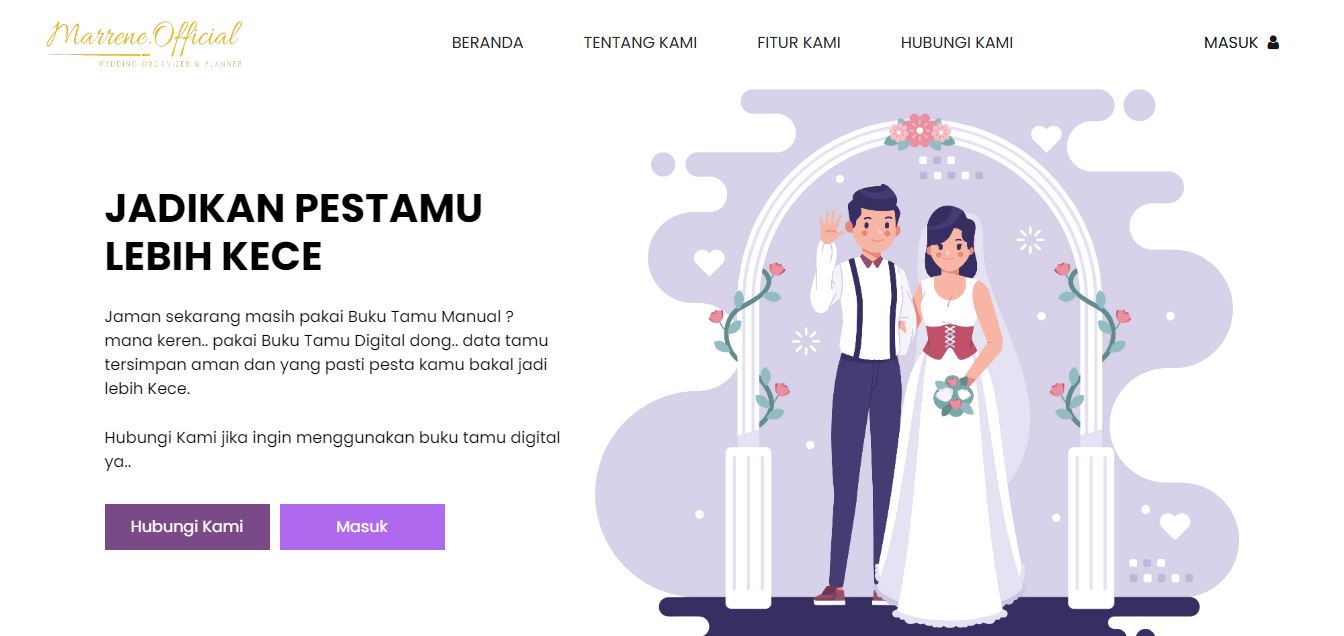 Marrene.Official
WEDDING ORGANIZER & PLANNER
BERANDA
TENTANG KAMI
FITUR KAMI
HUBUNGI KAMI
MASUK
JADIKAN PESTAMU
LEBIH KECE
Jaman sekarang masih pakai Buku Tamu Manual ?
mana keren.. pakai Buku Tamu Digital dong.. data tamu
tersimpan aman dan yang pasti pesta kamu bakal jadi
lebih Kece.
Hubungi Kami jika ingin menggunakan buku tamu digital
ya..
Hubungi Kami
Masuk